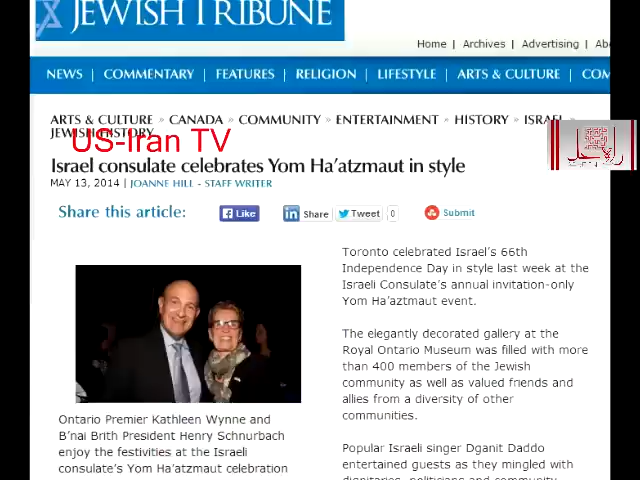 JEWISH TRIBUNE
Home | Archives | Advertising |
NEWS | COMMENTARY | FEATURES | RELIGION | LIFESTYLE | ARTS & CULTURE |
ARTS & CULTURE » CANADA » COMMUNITY » ENTERTAINMENT » HISTORY » ISRAEL »
JEWISH HISTORY
US-Iran TV
Israel consulate celebrates Yom Ha’atzmaut in style
MAY 13, 2014 | JOANNE HILL - STAFF WRITER
Share this article: Like Share Tweet 0 Submit
Toronto celebrated Israel’s 66th
Independence Day in style last week at the
Israeli Consulate’s annual invitation-only
Yom Ha’aztmaut event.
The elegantly decorated gallery at the
Royal Ontario Museum was filled with more
than 400 members of the Jewish
community as well as valued friends and
allies from a diversity of other
communities.
Popular Israeli singer Dganit Daddo
entertained guests as they mingled with
Ontario Premier Kathleen Wynne and
B’nai Brith President Henry Schnurbach
enjoy the festivities at the Israeli
consulate’s Yom Ha’atzmaut celebration